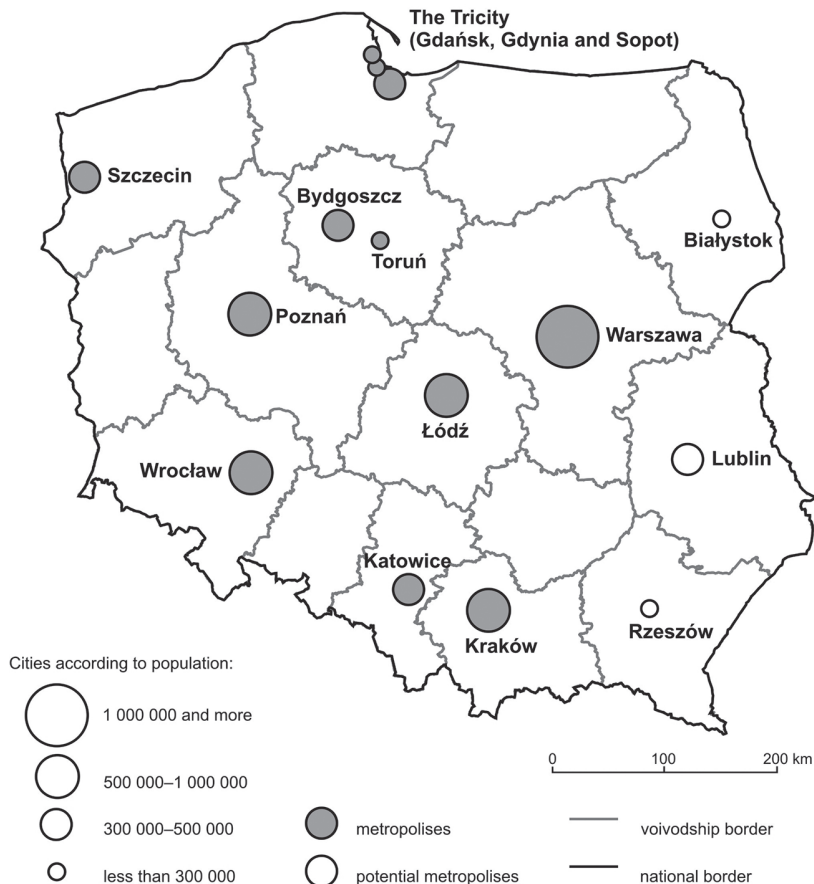 The Tricity
(Gdańsk, Gdynia and Sopot)
Szczecin
Bydgoszcz
Toruń
Białystok
Poznań
Warszawa
Łódź
Wrocław
Lublin
Katowice
Kraków
Rzeszów
Cities according to population:
1 000 000 and more
500 000–1 000 000
300 000–500 000
less than 300 000
metropolises
potential metropolises
0 100 200 km
voivodship border
national border